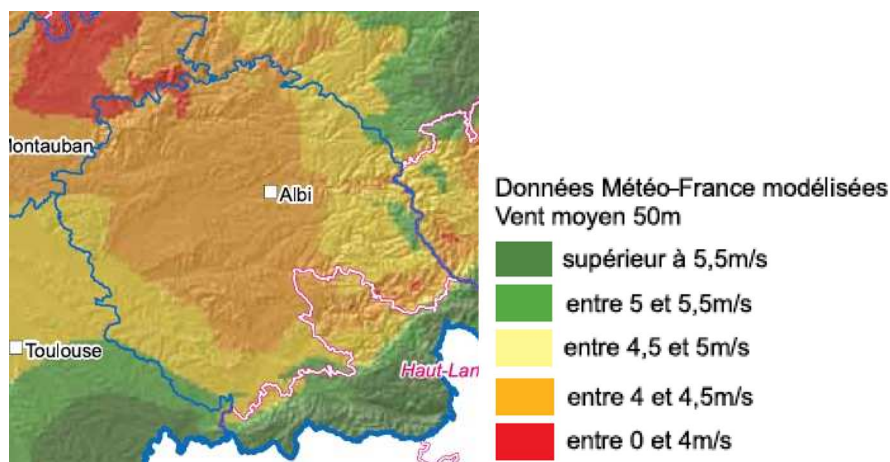 Montauban
Albi
Toulouse
Haut-Lan
Données Météo-France modélisées
Vent moyen 50m
supérieur à 5,5m/s
entre 5 et 5,5m/s
entre 4,5 et 5m/s
entre 4 et 4,5m/s
entre 0 et 4m/s